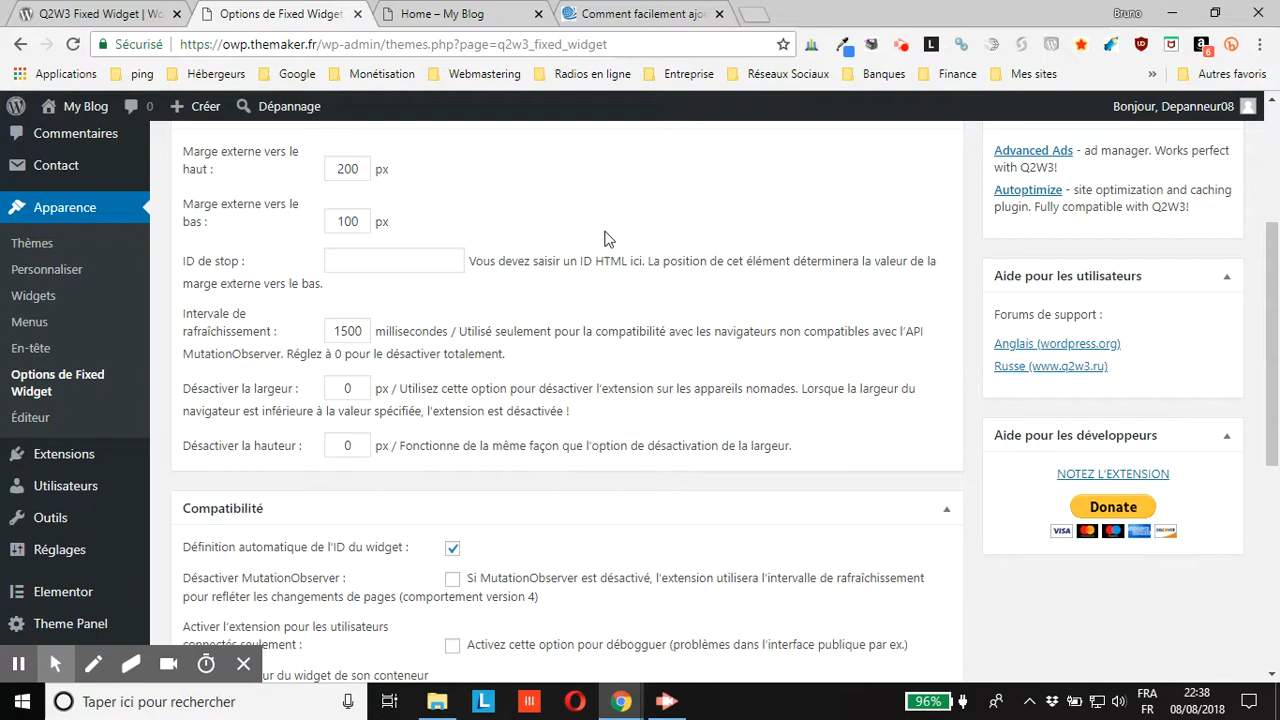 Q2W3 Fixed Widget | Wo
Options de Fixed Widget
Home – My Blog
Comment facilement ajou
Bruno
Sécurisé
https://owp.themaker.fr/wp-admin/themes.php?page=q2w3_fixed_widget
6
Applications
ping
Hébergeurs
Google
Monétisation
Webmastering
Radios en ligne
Entreprise
Réseaux Sociaux
Banques
Finance
Mes sites
»
Autres favoris
My Blog
0
Créer
Dépannage
Bonjour, Depanneur08
Commentaires
Contact
Apparence
Thèmes
Personnaliser
Widgets
Menus
En-tête
Options de Fixed
Widget
Éditeur
Extensions
Utilisateurs
Outils
Réglages
Elementor
Theme Panel
Marge externe vers le
haut :
200 px
Marge externe vers le
bas :
100 px
ID de stop :
Vous devez saisir un ID HTML ici. La position de cet élément déterminera la valeur de la
marge externe vers le bas.
Intervale de
rafraîchissement :
1500 millisecondes / Utilisé seulement pour la compatibilité avec les navigateurs non compatibles avec l'API
MutationObserver. Réglez à 0 pour le désactiver totalement.
Désactiver la largeur : 0 px / Utilisez cette option pour désactiver l'extension sur les appareils nomades. Lorsque la largeur du
navigateur est inférieure à la valeur spécifiée, l'extension est désactivée !
Désactiver la hauteur : 0 px / Fonctionne de la même façon que l'option de désactivation de la largeur.
Compatibilité
Définition automatique de l'ID du widget :
Désactiver MutationObserver :
Si MutationObserver est désactivé, l'extension utilisera l'intervalle de rafraîchissement
pour refléter les changements de pages (comportement version 4)
Activer l'extension pour les utilisateurs
connectés seulement :
Activez cette option pour débogguer (problèmes dans l'interface publique par ex.)
ur du widget de son conteneur
Advanced Ads - ad manager. Works perfect
with Q2W3!
Autoptimize - site optimization and caching
plugin. Fully compatible with Q2W3!
Aide pour les utilisateurs
Forums de support :
Anglais (wordpress.org)
Russe (www.q2w3.ru)
Aide pour les développeurs
NOTEZ L'EXTENSION
Donate
VISA
DISCOVER
Taper ici pour rechercher
96%
FRA
FR
22:38
08/08/2018